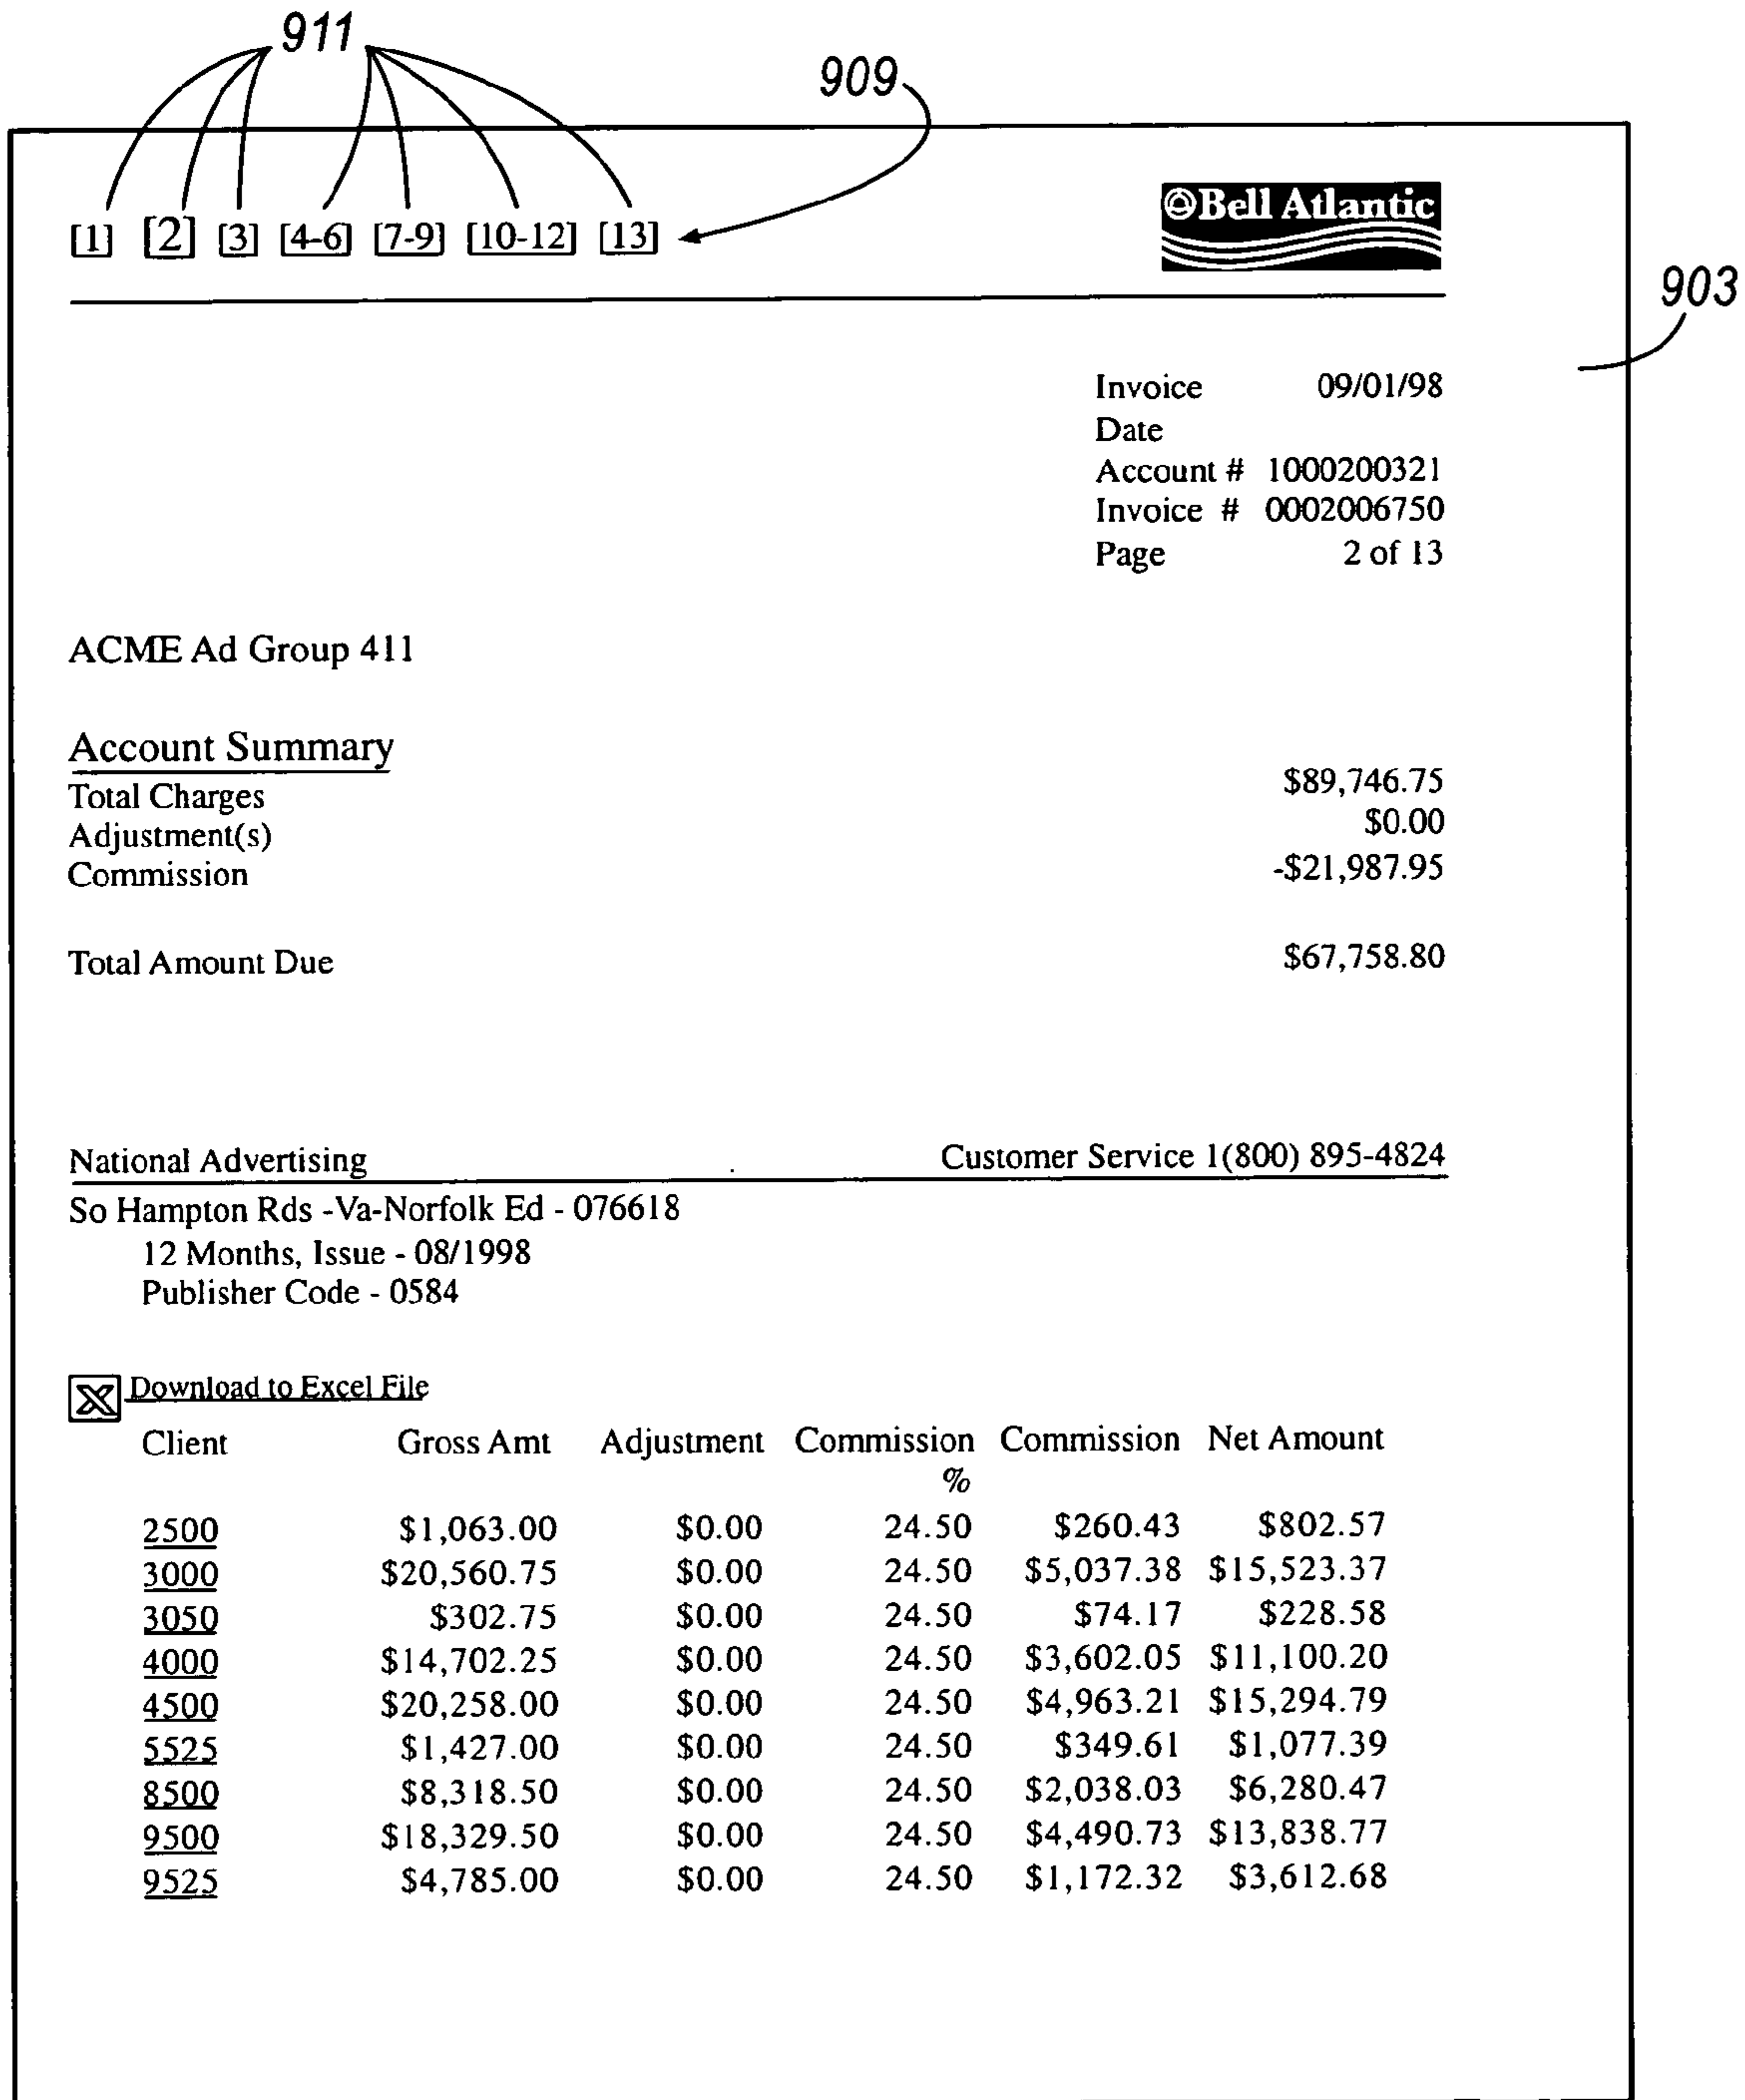 911
909
[1] [2] [3] [4-6] [7-9] [10-12] [13]
Bell Atlantic
903
Invoice 09/01/98
Date
Account # 1000200321
Invoice # 0002006750
Page 2 of 13
ACME Ad Group 411
Account Summary
Total Charges $89,746.75
Adjustment(s) $0.00
Commission -$21,987.95
Total Amount Due $67,758.80
National Advertising Customer Service 1(800) 895-4824
So Hampton Rds -Va-Norfolk Ed - 076618
12 Months, Issue - 08/1998
Publisher Code - 0584
Download to Excel File
Client Gross Amt Adjustment Commission Commission Net Amount
%
2500 $1,063.00 $0.00 24.50 $260.43 $802.57
3000 $20,560.75 $0.00 24.50 $5,037.38 $15,523.37
3050 $302.75 $0.00 24.50 $74.17 $228.58
4000 $14,702.25 $0.00 24.50 $3,602.05 $11,100.20
4500 $20,258.00 $0.00 24.50 $4,963.21 $15,294.79
5525 $1,427.00 $0.00 24.50 $349.61 $1,077.39
8500 $8,318.50 $0.00 24.50 $2,038.03 $6,280.47
9500 $18,329.50 $0.00 24.50 $4,490.73 $13,838.77
9525 $4,785.00 $0.00 24.50 $1,172.32 $3,612.68